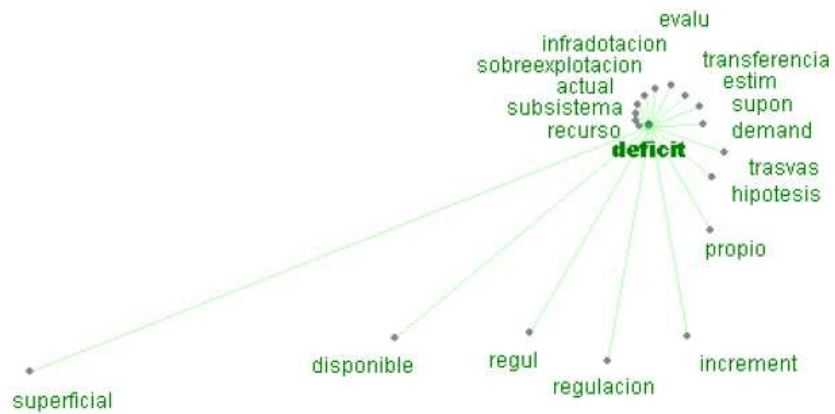 evalu
infradotacion
transferencia
sobreexplotacion
estim
actual
supon
subsistema
demand
recurso
deficit
trasvas
hipotesis
propio
disponible
regul
increment
regulacion
superficial